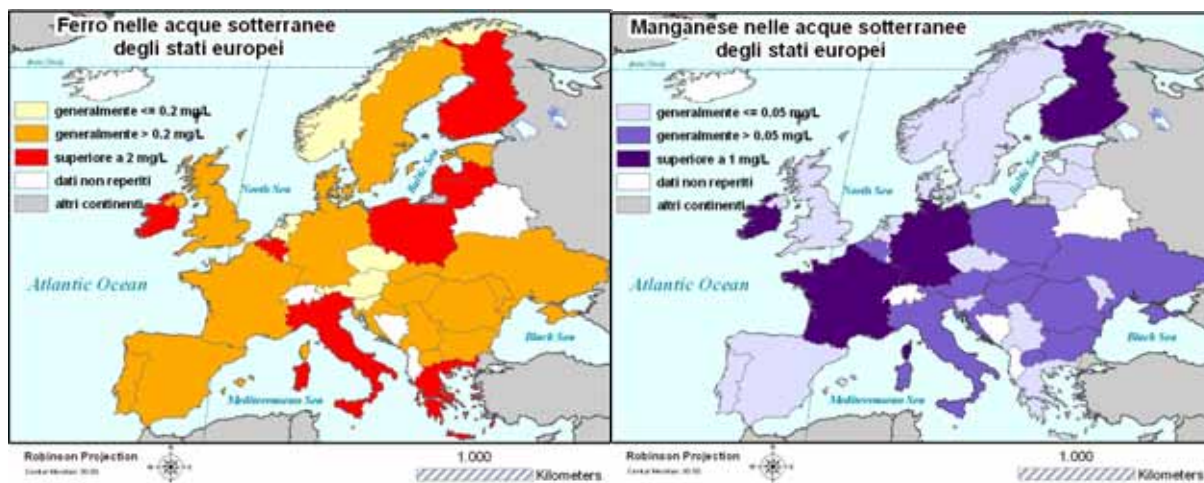 Ferro nelle acque sotterranee
degli stati europei
generalmente <= 0.2 mg/L
generalmente > 0.2 mg/L
superiore a 2 mg/L
dati non reperiti
altri continenti
North Sea
Baltic Sea
Atlantic Ocean
Black Sea
Mediterranean Sea
Robinson Projection
1.000
Kilometers
Manganese nelle acque sotterranee
degli stati europei
generalmente <= 0.05 mg/L
generalmente > 0.05 mg/L
superiore a 1 mg/L
dati non reperiti
altri continenti
North Sea
Baltic Sea
Atlantic Ocean
Black Sea
Mediterranean Sea
Robinson Projection
1.000
Kilometers